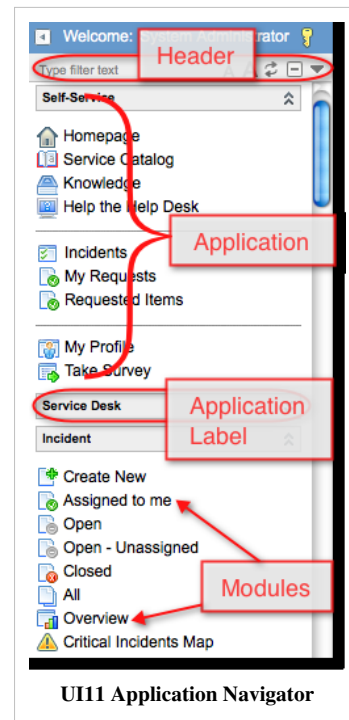 Welcome: System Administrator
Header
Type filter text
Self-Service
Homepage
Service Catalog
Knowledge
Help the Help Desk
Application
Incidents
My Requests
Requested Items
My Profile
Take Survey
Service Desk
Application
Label
Incident
Create New
Assigned to me
Open
Open - Unassigned
Closed
All
Modules
Overview
Critical Incidents Map
UI11 Application Navigator